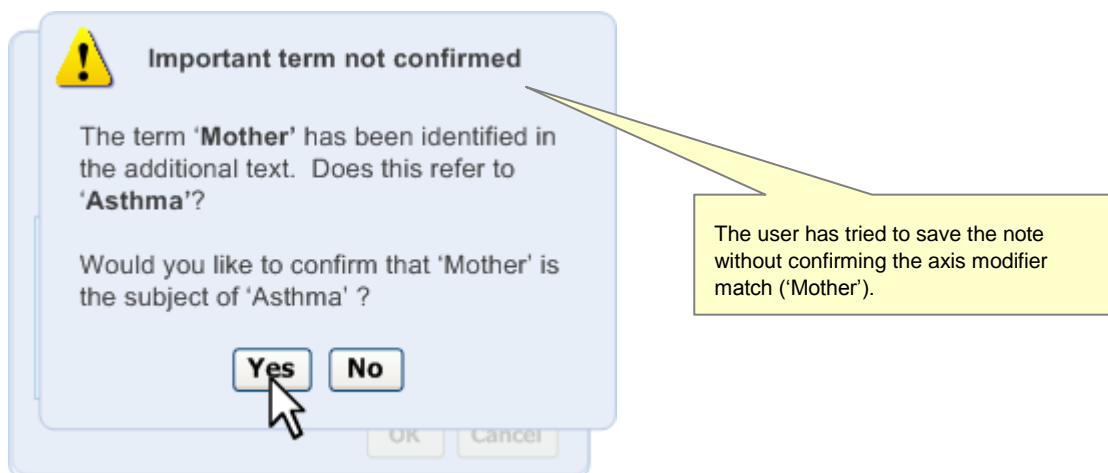 Important term not confirmed
The term ‘Mother’ has been identified in
the additional text.  Does this refer to
‘Asthma’?
Would you like to confirm that ‘Mother’ is
the subject of ‘Asthma’ ?
Yes No
OK Cancel
The user has tried to save the note
without confirming the axis modifier
match (‘Mother’).